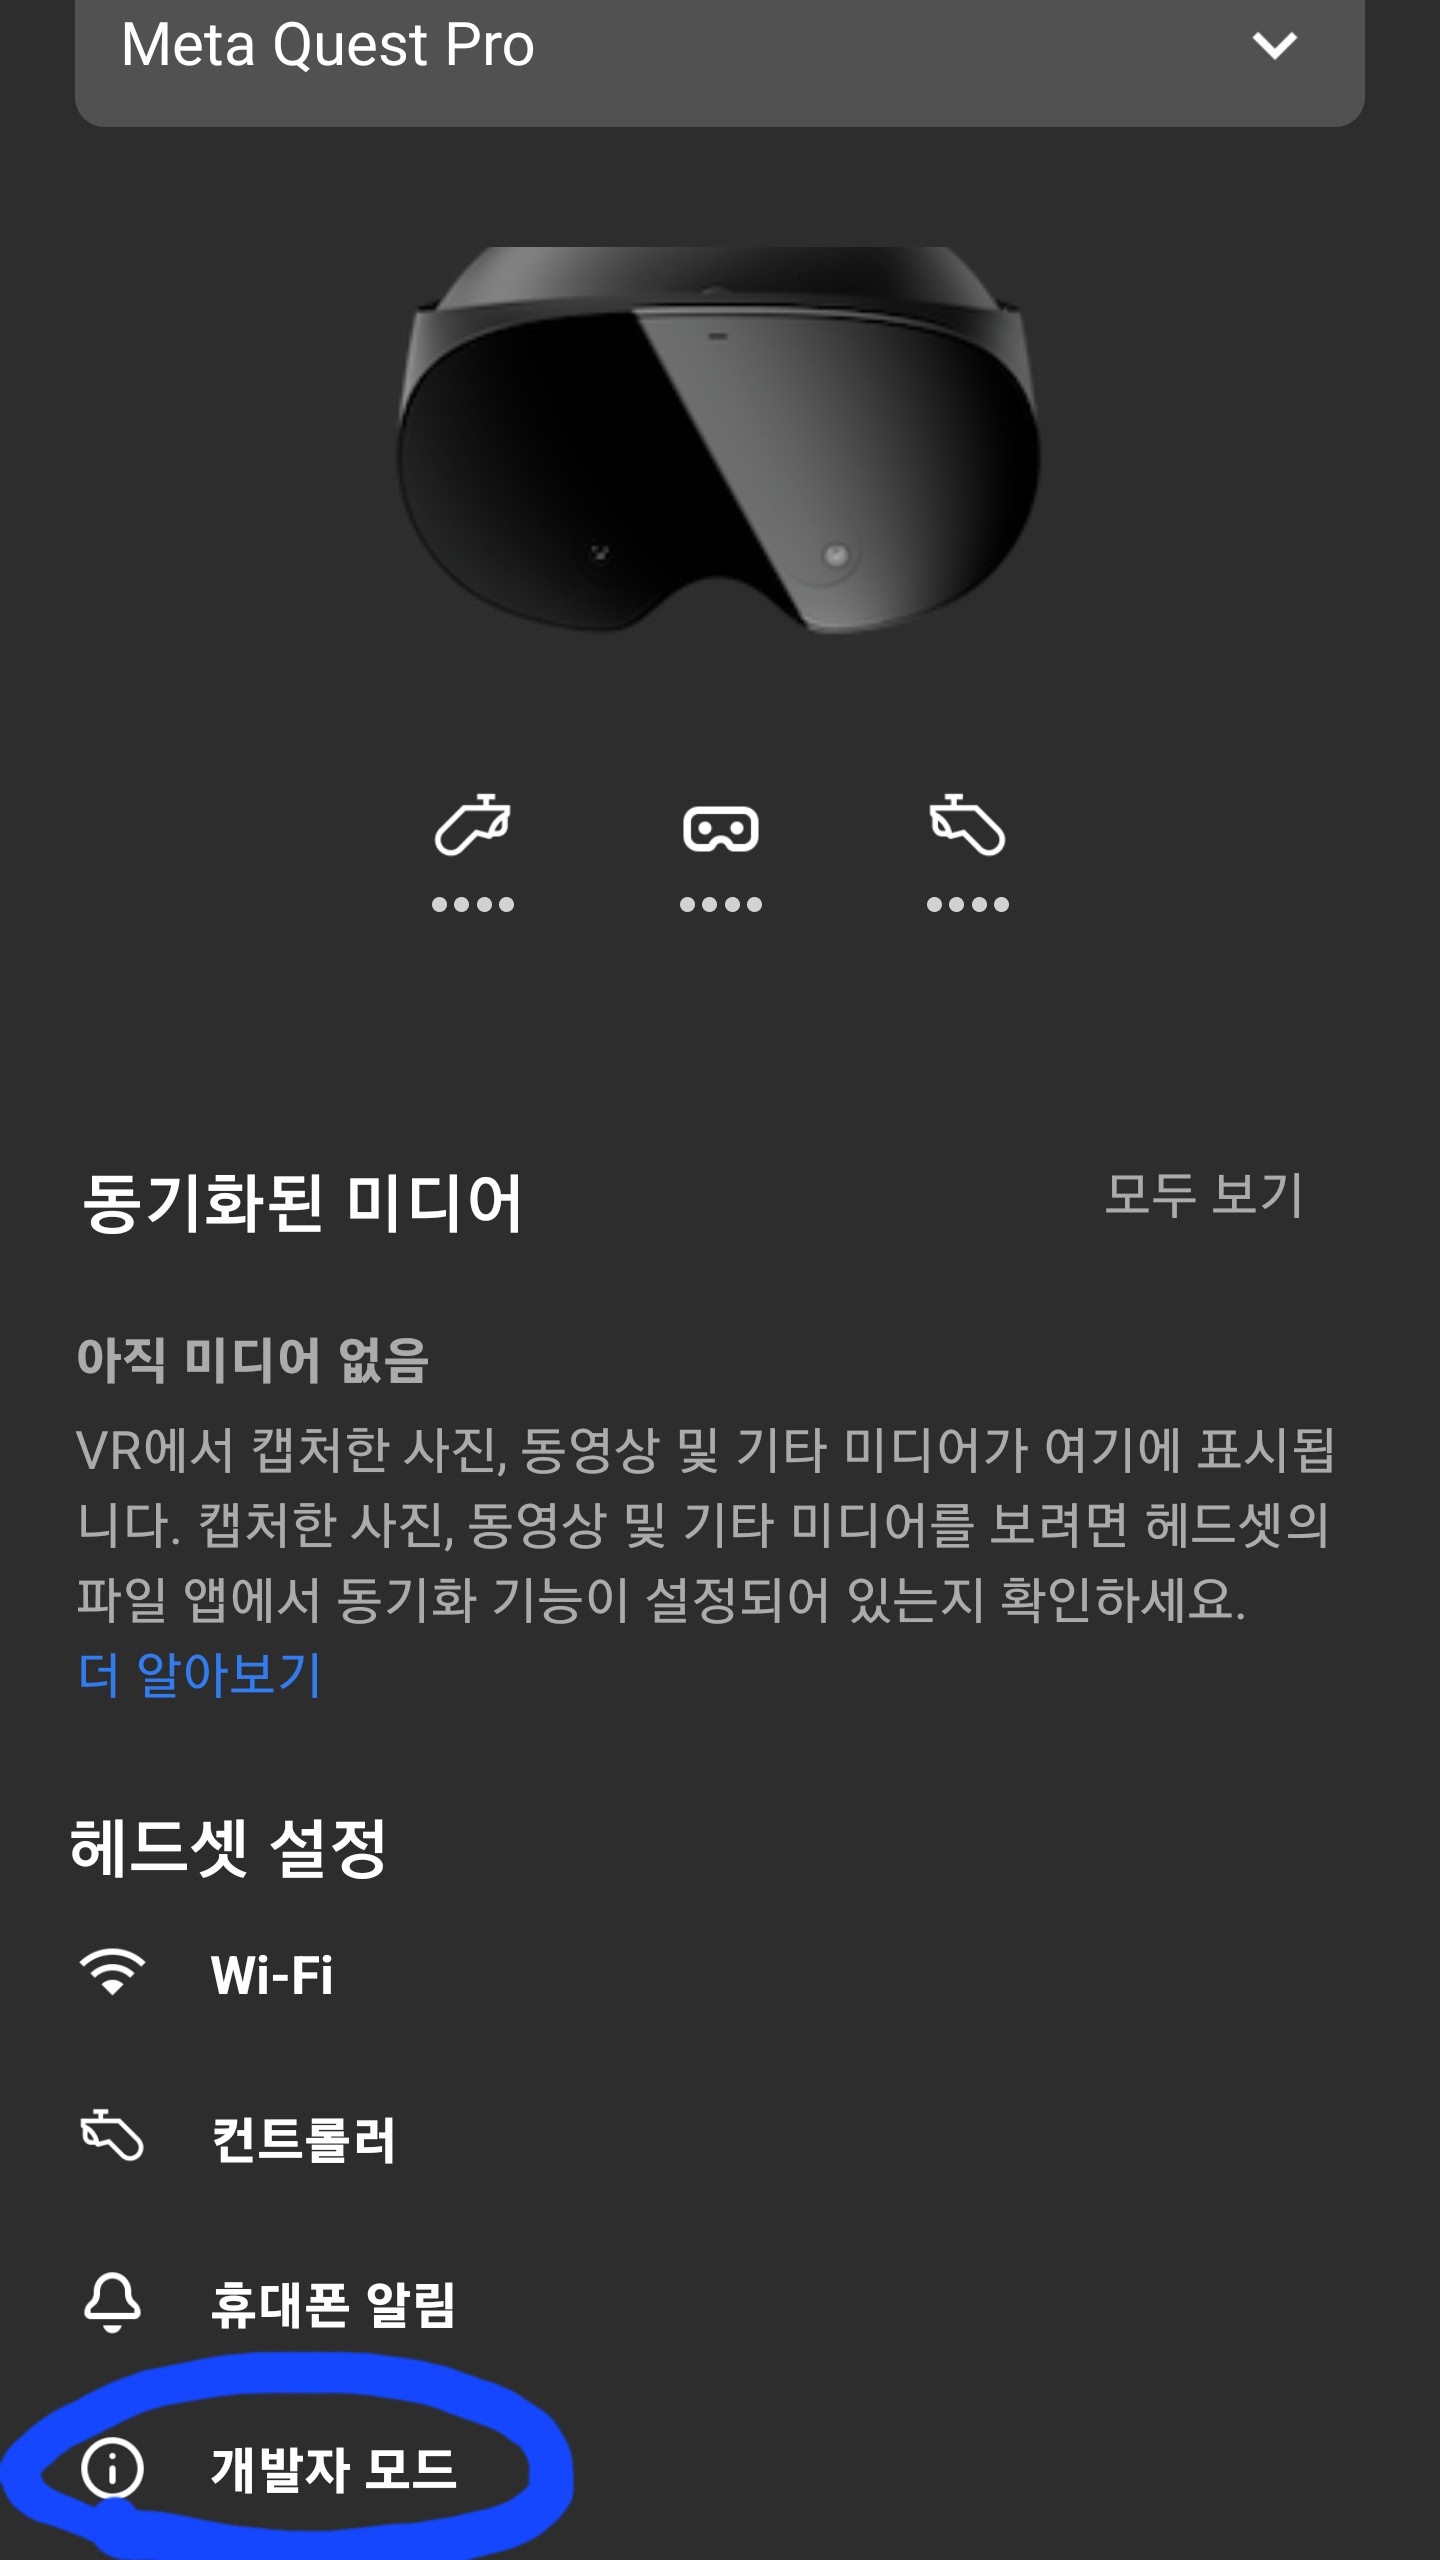 Meta Quest Pro
동기화된 미디어
모두 보기
아직 미디어 없음
VR에서 캡처한 사진, 동영상 및 기타 미디어가 여기에 표시됩
니다. 캡처한 사진, 동영상 및 기타 미디어를 보려면 헤드셋의
파일 앱에서 동기화 기능이 설정되어 있는지 확인하세요.
더 알아보기
헤드셋 설정
Wi-Fi
컨트롤러
휴대폰 알림
개발자 모드